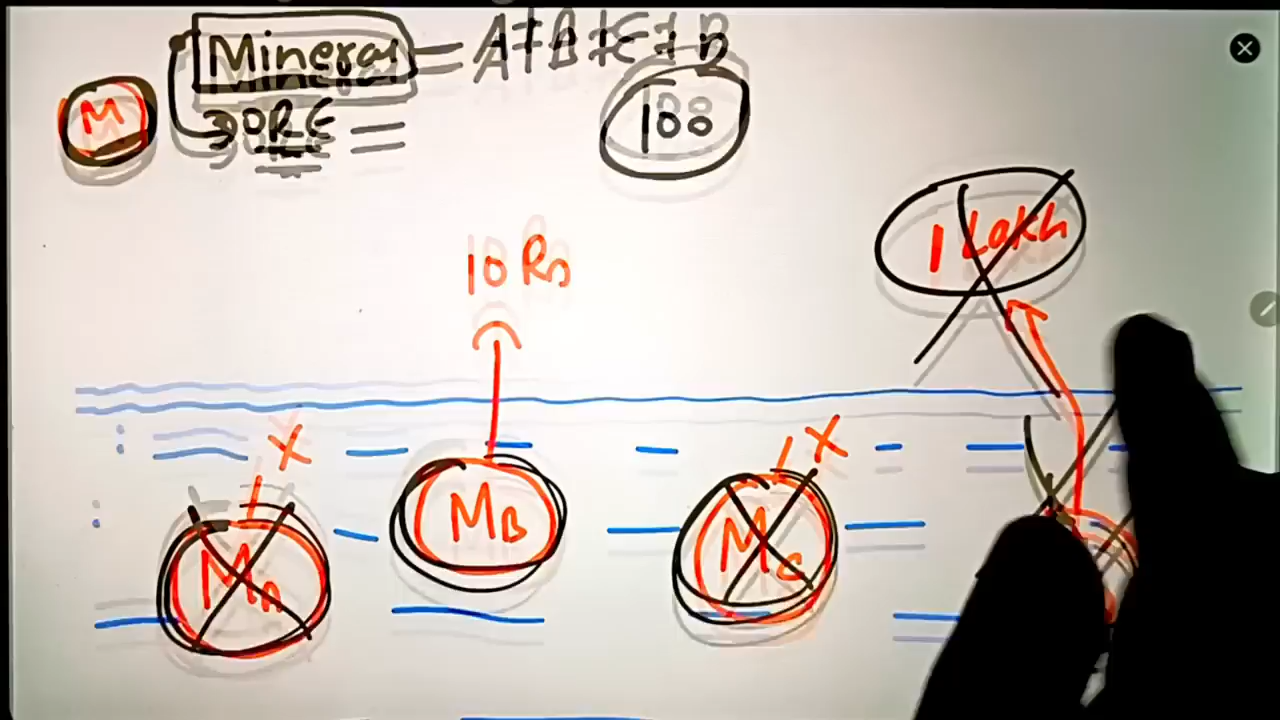 Mineral = A + B + C + D
M
ORE =
100
1 Lakh
10 Rs
X
X
MA
MB
MC